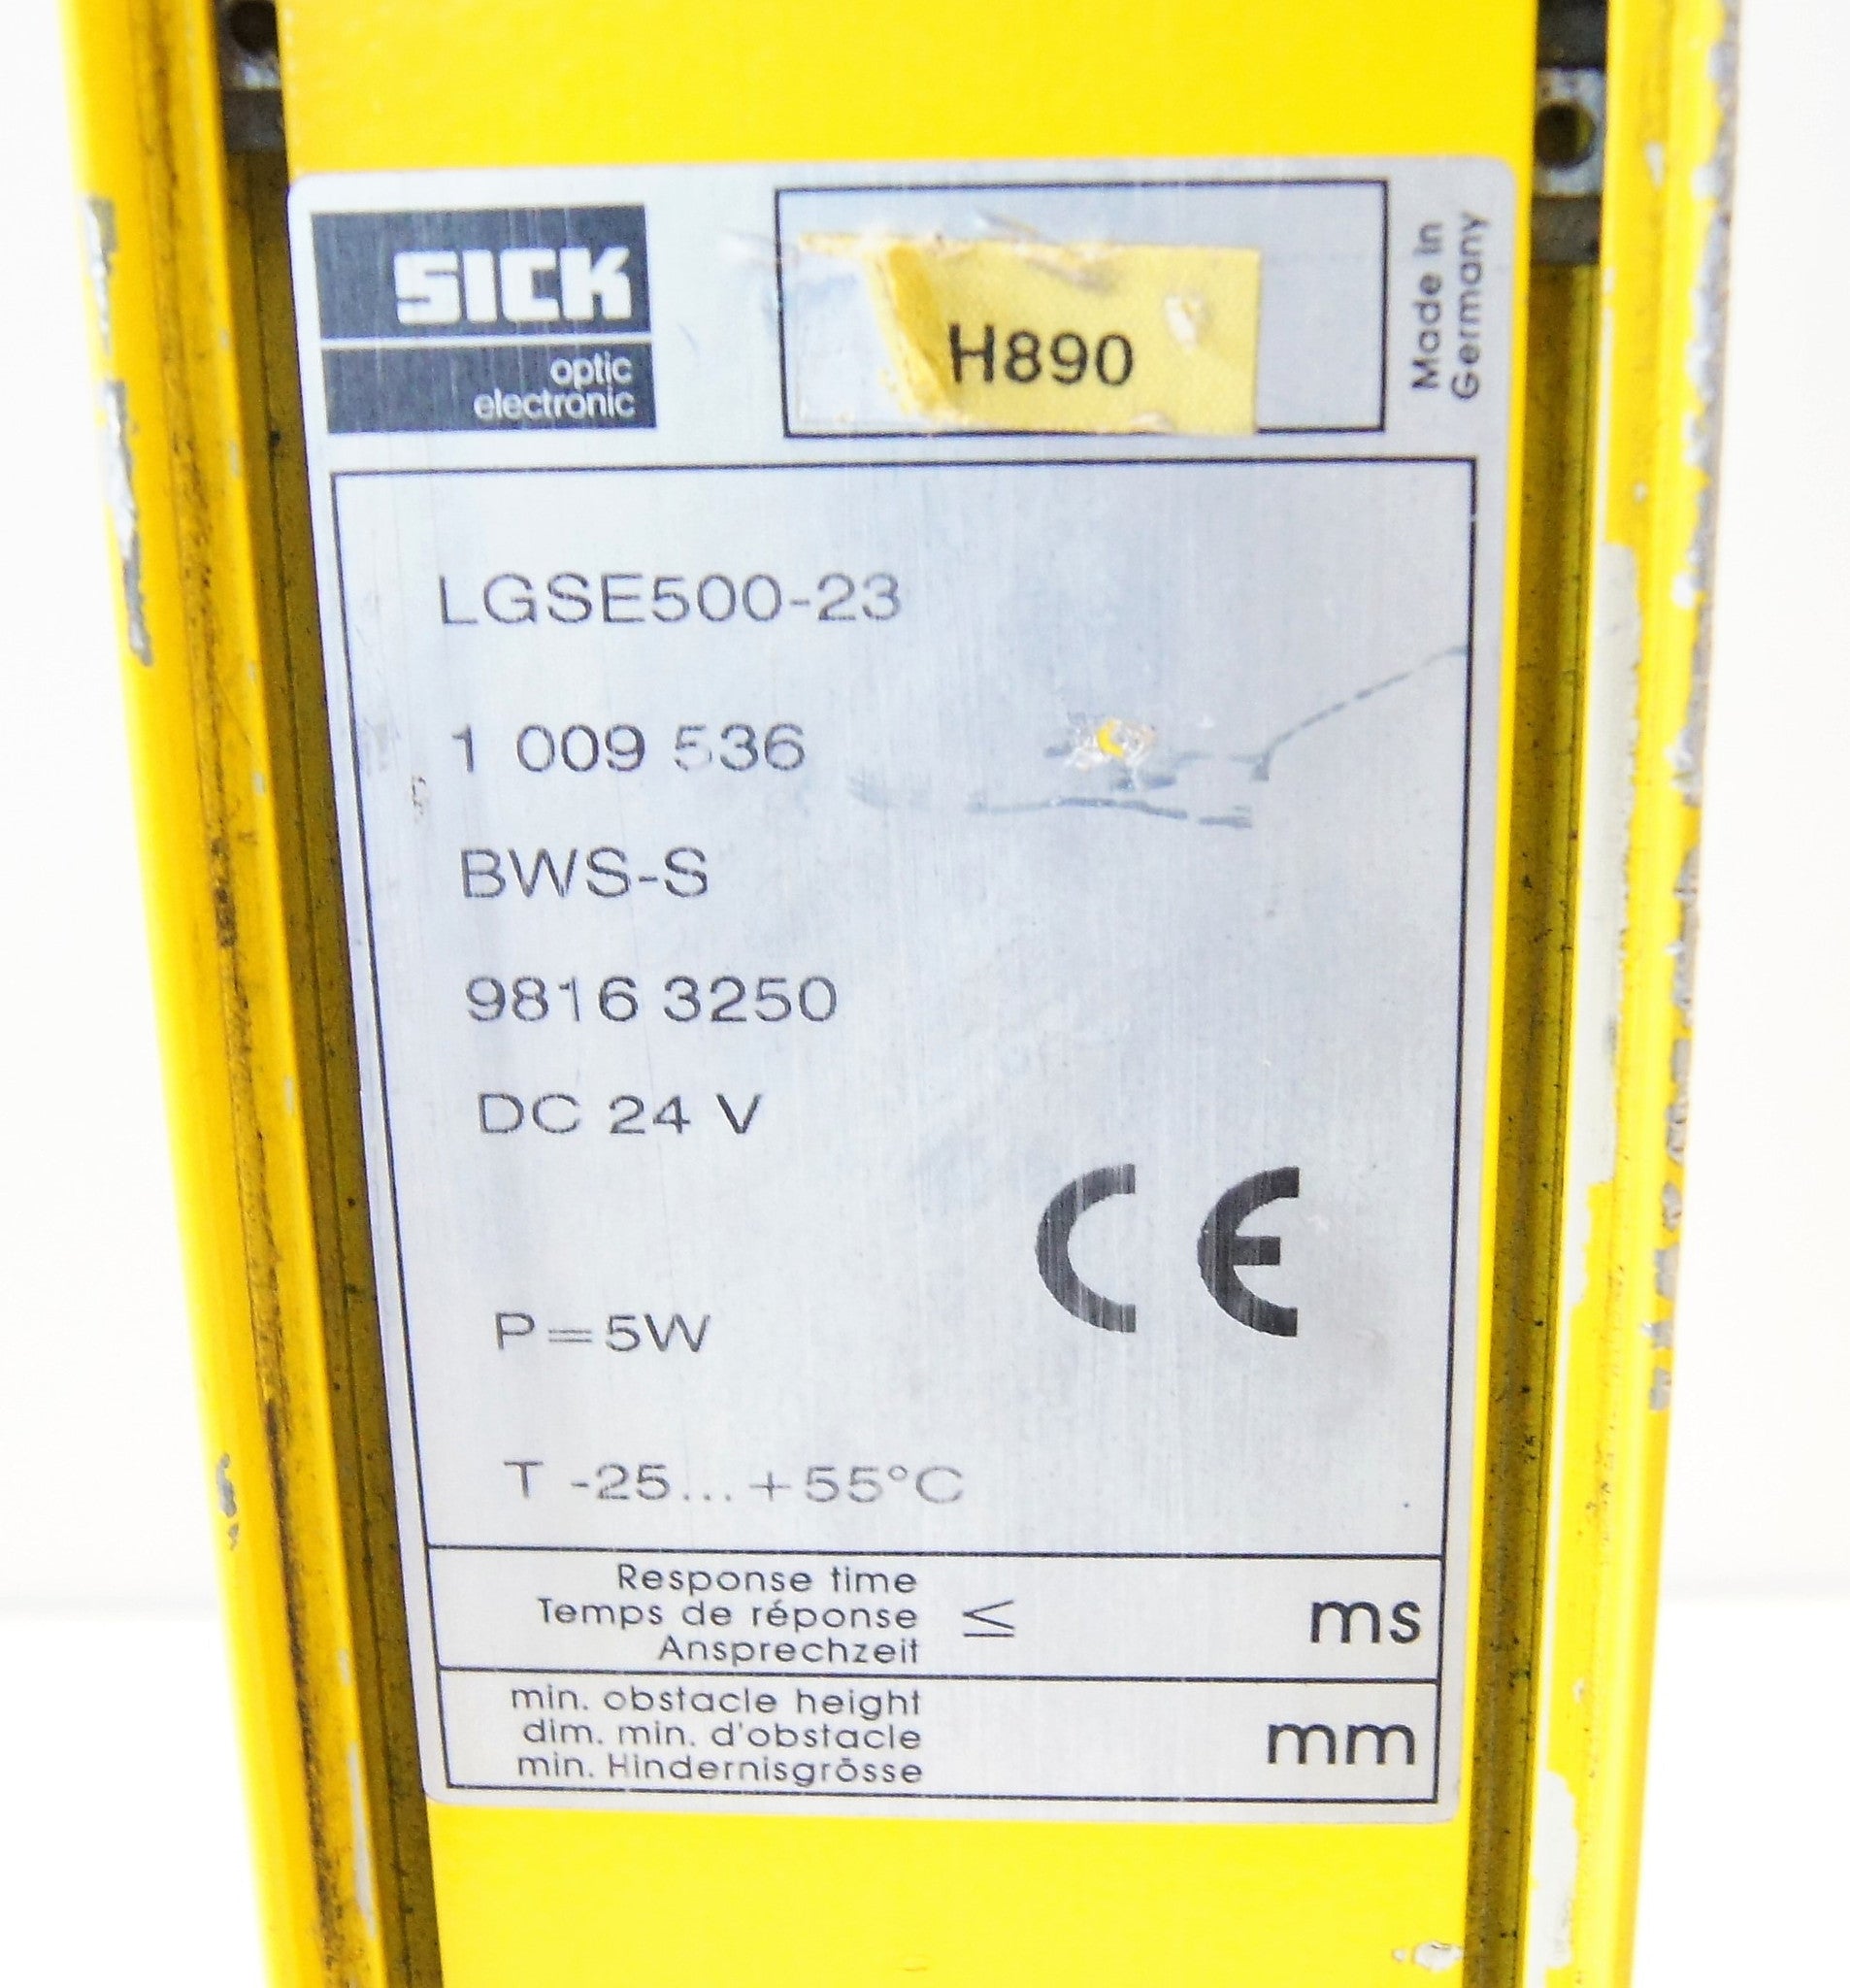 SICK
optic
electronic
H890
Made in
Germany
LGSE500-23
1 009 536
BWS-S
9816 3250
DC 24 V
CE
P=5W
T -25...+55°C
Response time
Temps de réponse
Ansprechzeit
≤ ms
min. obstacle height
dim. min. d'obstacle
min. Hindernisgrösse
mm